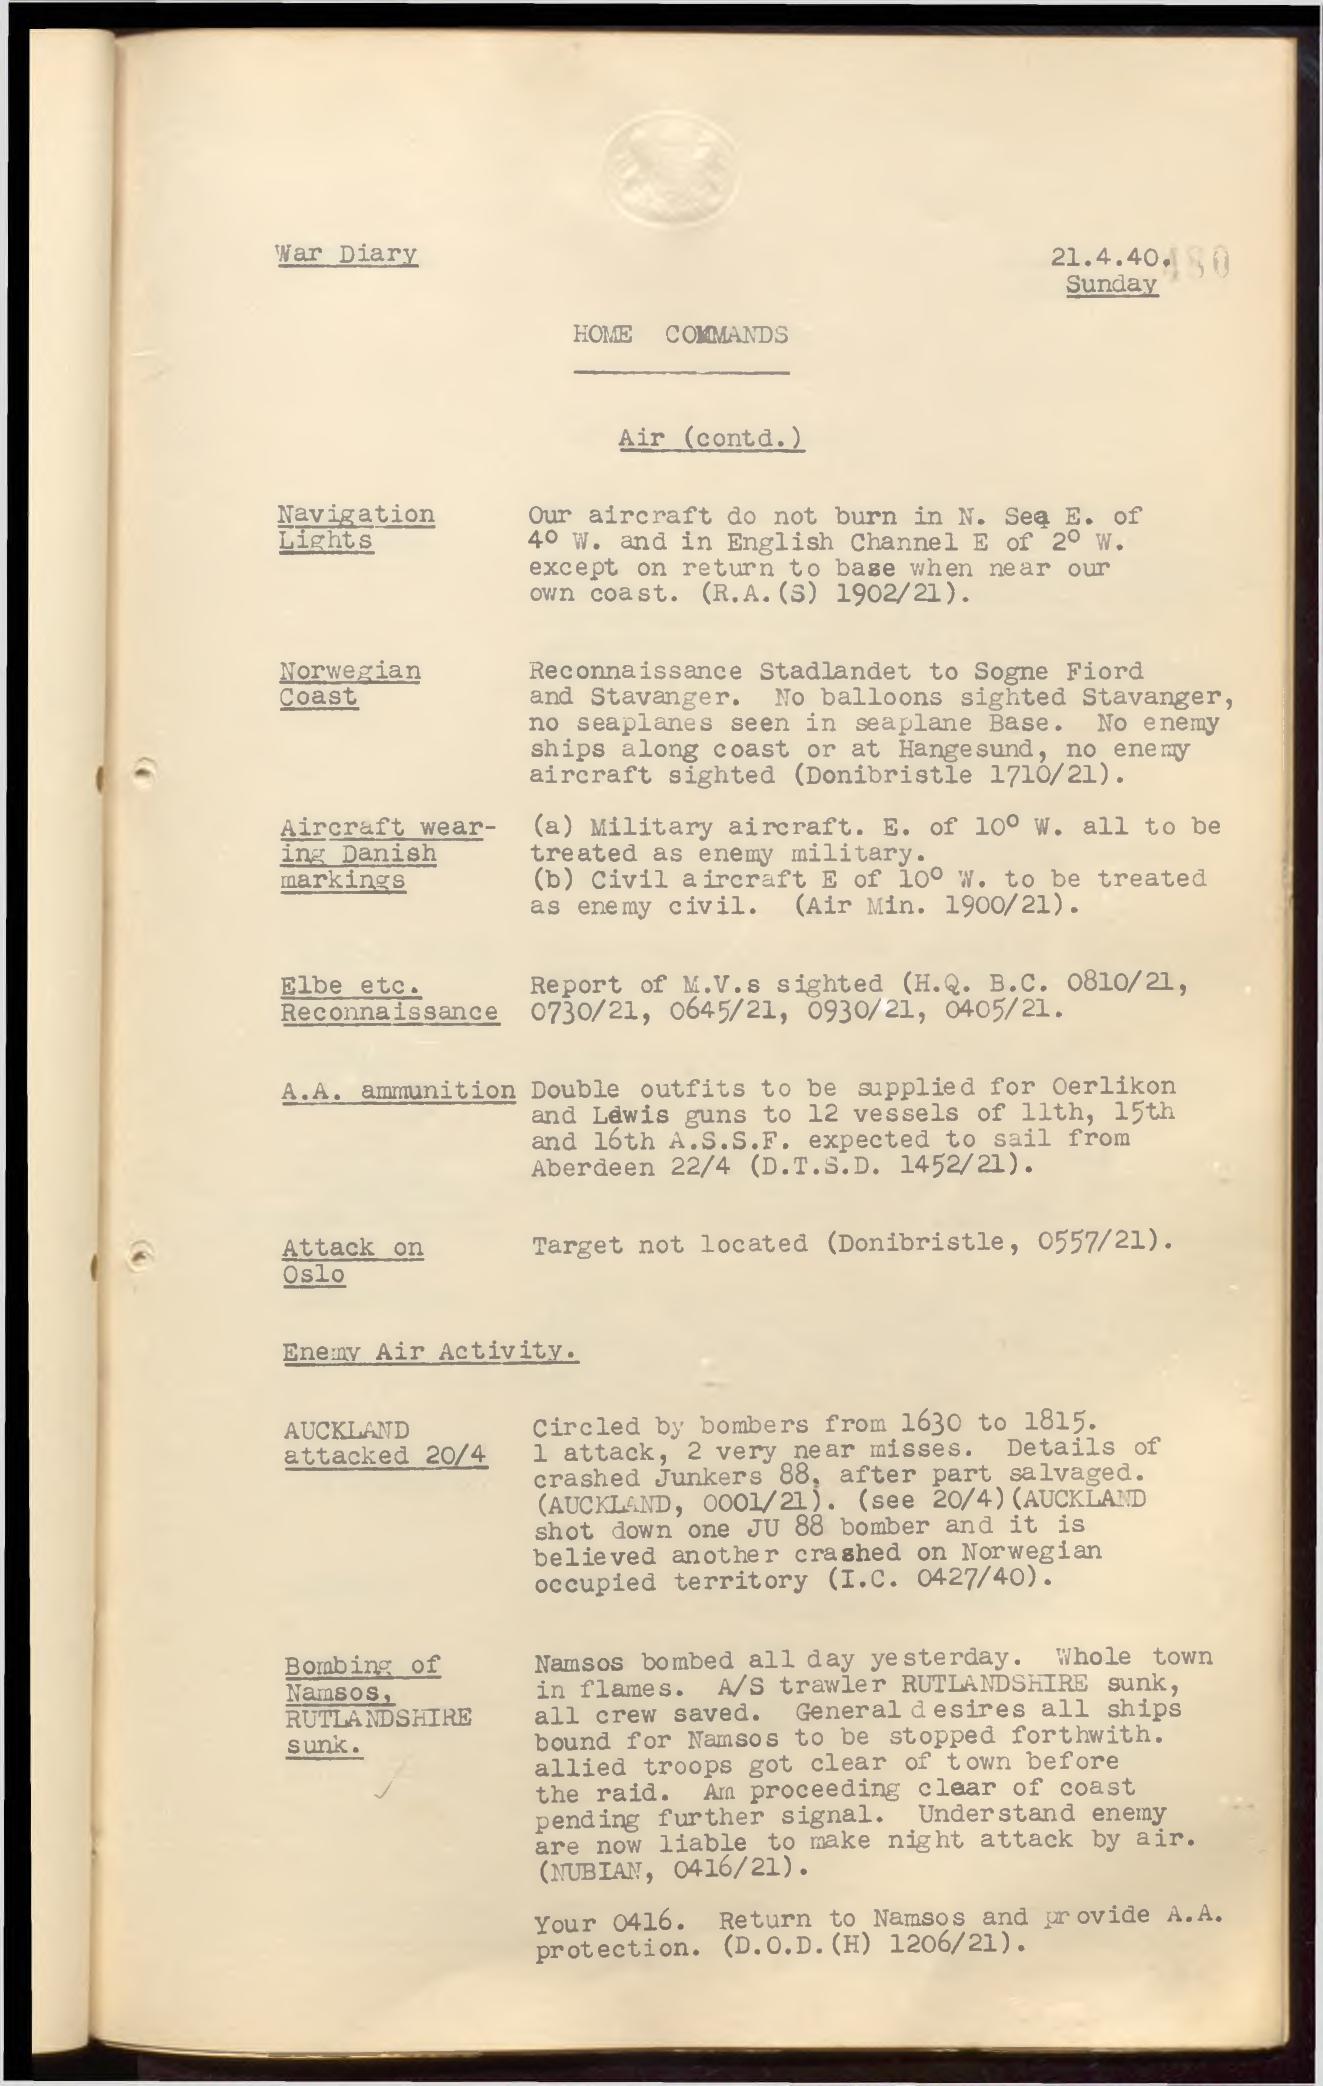 War Diary
21.4.40.
Sunday
HOME COMMANDS
Air (contd.)
Navigation
Lights
Our aircraft do not burn in N. Sea E. of
4º W. and in English Channel E of 2º W.
except on return to base when near our
own coast. (R.A.(S) 1902/21).
Norwegian
Coast
Reconnaissance Stadlandet to Sogne Fiord
and Stavanger. No balloons sighted Stavanger,
no seaplanes seen in seaplane Base. No enemy
ships along coast or at Hangesund, no enemy
aircraft sighted (Donibristle 1710/21).
Aircraft wear-
ing Danish
markings
(a) Military aircraft. E. of 10º W. all to be
treated as enemy military.
(b) Civil aircraft E of 10º W. to be treated
as enemy civil. (Air Min. 1900/21).
Elbe etc.
Reconnaissance
Report of M.V.s sighted (H.Q. B.C. 0810/21,
0730/21, 0645/21, 0930/21, 0405/21.
A.A. ammunition
Double outfits to be supplied for Oerlikon
and Lewis guns to 12 vessels of 11th, 15th
and 16th A.S.S.F. expected to sail from
Aberdeen 22/4 (D.T.S.D. 1452/21).
Attack on
Oslo
Target not located (Donibristle, 0557/21).
Enemy Air Activity.
AUCKLAND
attacked 20/4
Circled by bombers from 1630 to 1815.
1 attack, 2 very near misses. Details of
crashed Junkers 88, after part salvaged.
(AUCKLAND, 0001/21). (see 20/4)(AUCKLAND
shot down one JU 88 bomber and it is
believed another crashed on Norwegian
occupied territory (I.C. 0427/40).
Bombing of
Namsos,
RUTLANDSHIRE
sunk.
Namsos bombed all day yesterday. Whole town
in flames. A/S trawler RUTLANDSHIRE sunk,
all crew saved. General desires all ships
bound for Namsos to be stopped forthwith.
allied troops got clear of town before
the raid. Am proceeding clear of coast
pending further signal. Understand enemy
are now liable to make night attack by air.
(NUBIAN, 0416/21).
Your 0416. Return to Namsos and provide A.A.
protection. (D.O.D.(H) 1206/21).